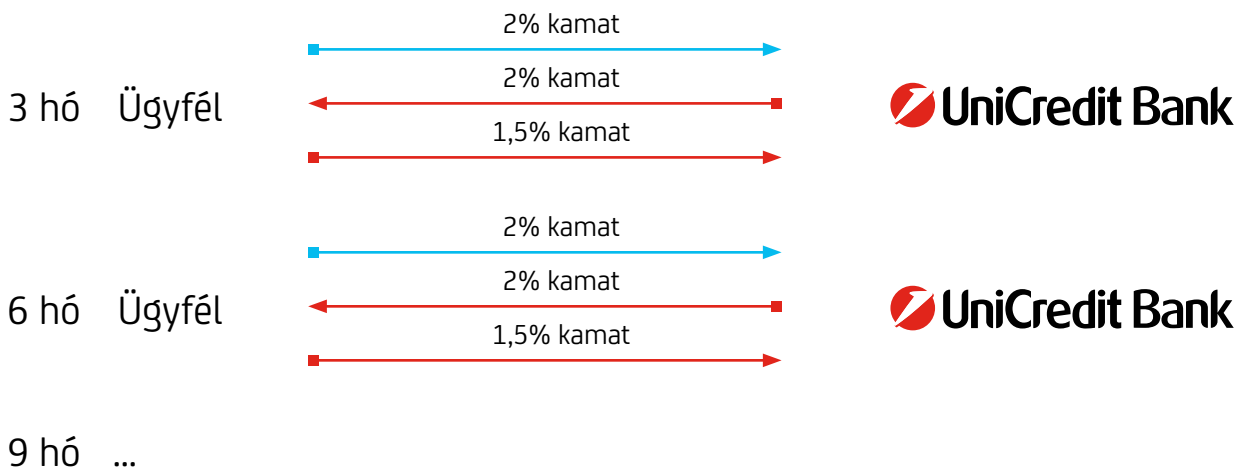 2% kamat
2% kamat
3 hó Ügyfél UniCredit Bank
1,5% kamat
2% kamat
2% kamat
6 hó Ügyfél UniCredit Bank
1,5% kamat
9 hó ...